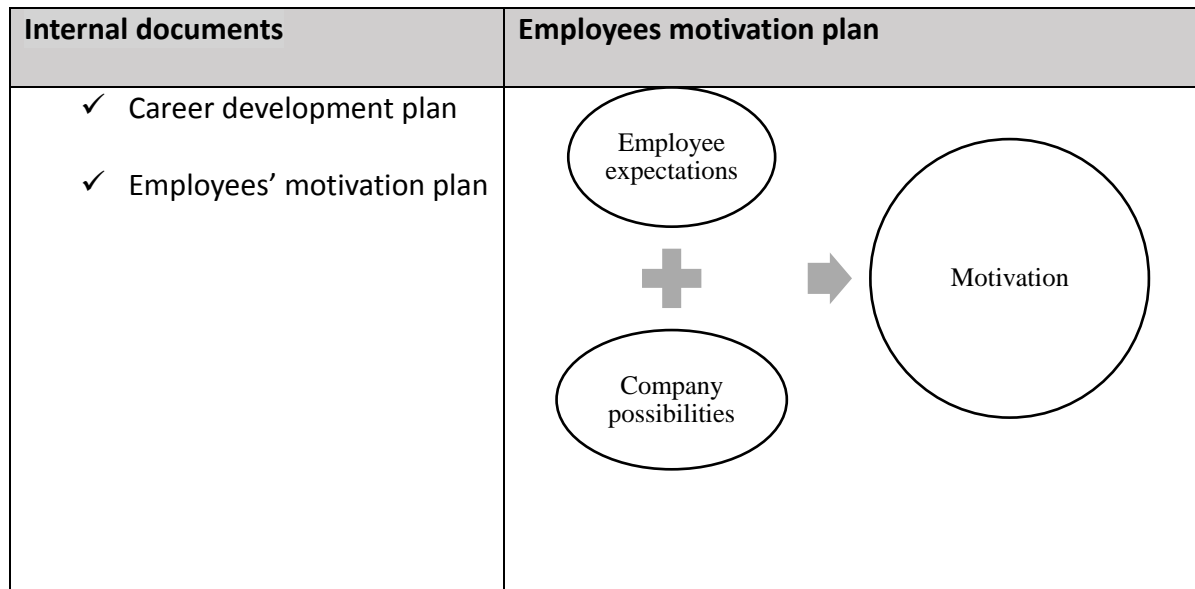 Internal documents
Employees motivation plan
✓ Career development plan
✓ Employees’ motivation plan
Employee
expectations
Company
possibilities
Motivation